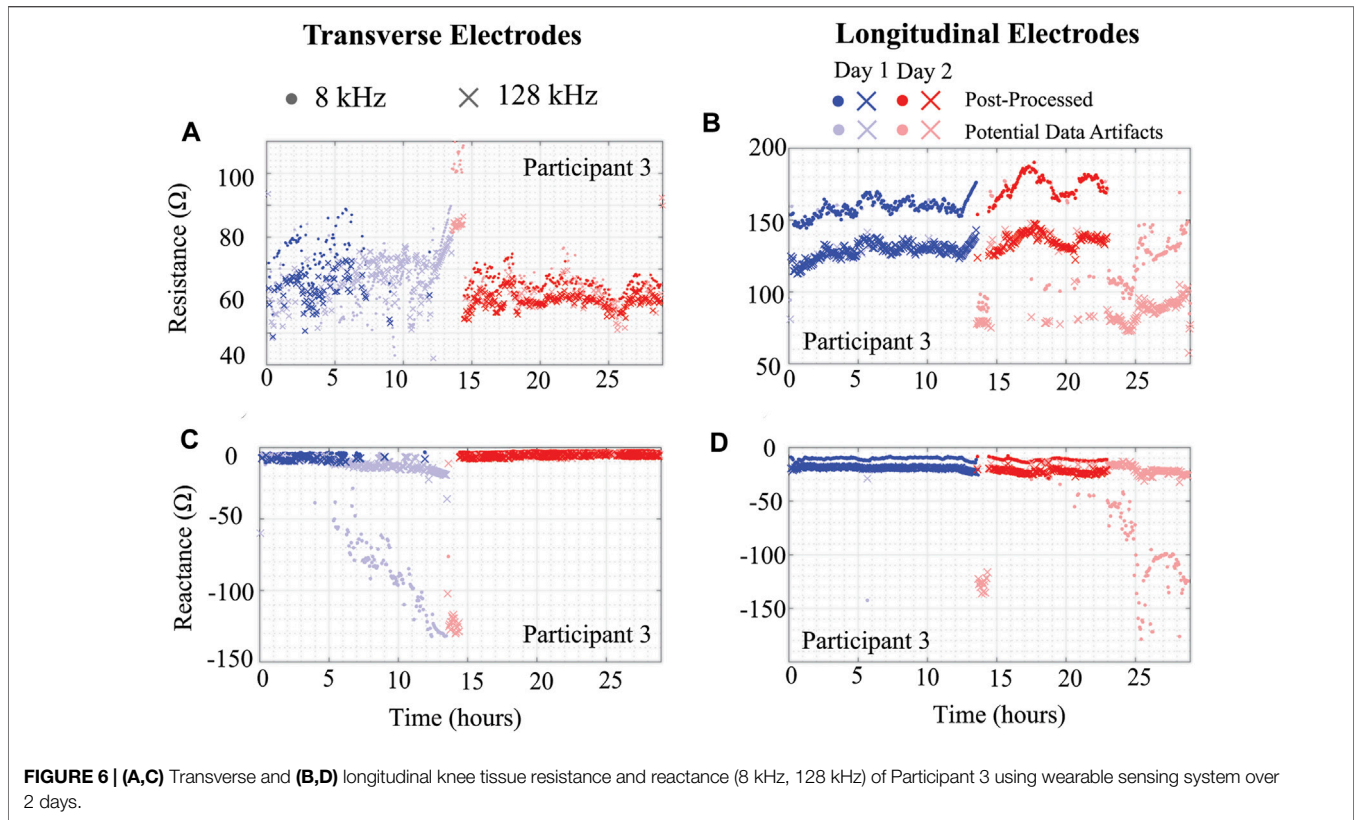 Transverse Electrodes
Longitudinal Electrodes
● 8 kHz × 128 kHz
Day 1 Day 2
Post-Processed
Potential Data Artifacts
A
Participant 3
Resistance (Ω)
100
80
60
40
0 5 10 15 20 25
B
200
150
100
50
Participant 3
0 5 10 15 20 25
C
Reactance (Ω)
0
-50
-100
-150
Participant 3
0 5 10 15 20 25
Time (hours)
D
0
-50
-100
-150
Participant 3
0 5 10 15 20 25
Time (hours)
FIGURE 6 | (A,C) Transverse and (B,D) longitudinal knee tissue resistance and reactance (8 kHz, 128 kHz) of Participant 3 using wearable sensing system over
2 days.